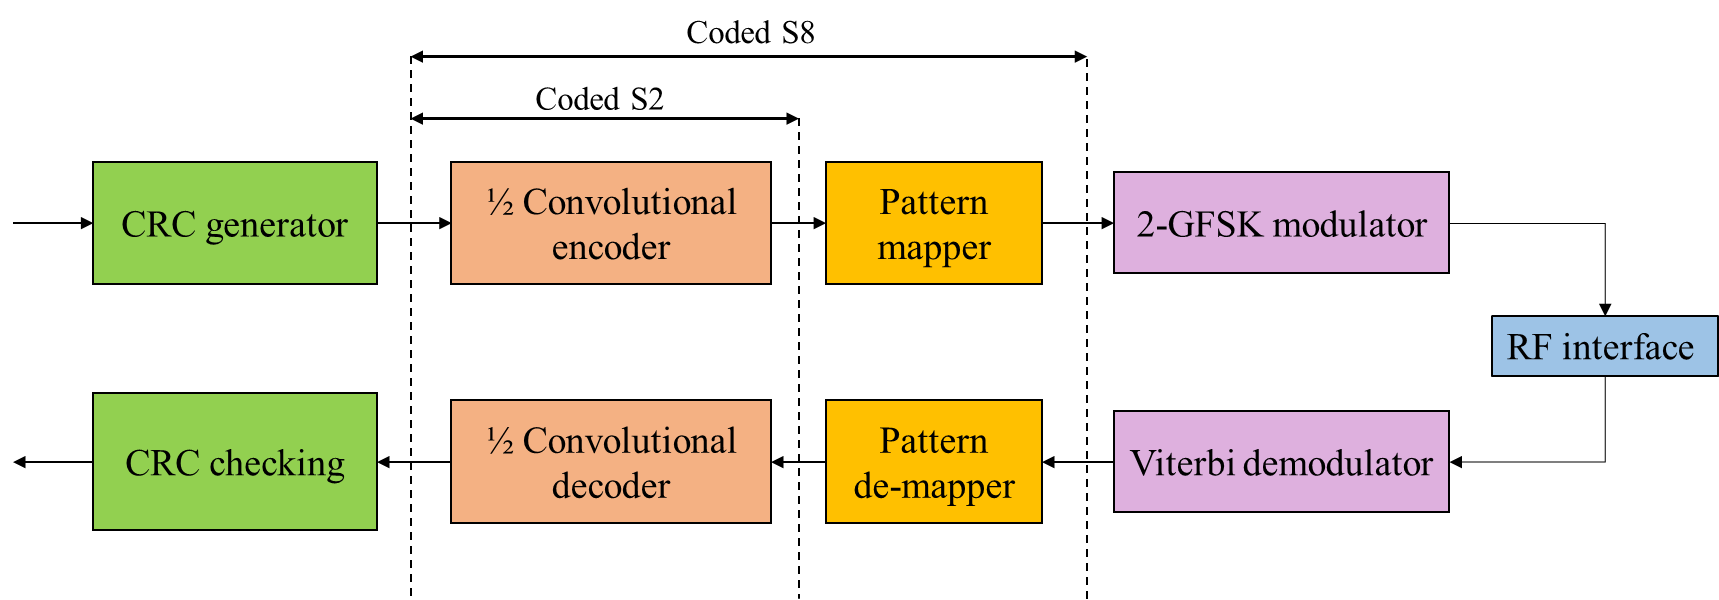 Coded S8
Coded S2
CRC generator
½ Convolutional
encoder
Pattern
mapper
2-GFSK modulator
RF interface
CRC checking
½ Convolutional
decoder
Pattern
de-mapper
Viterbi demodulator